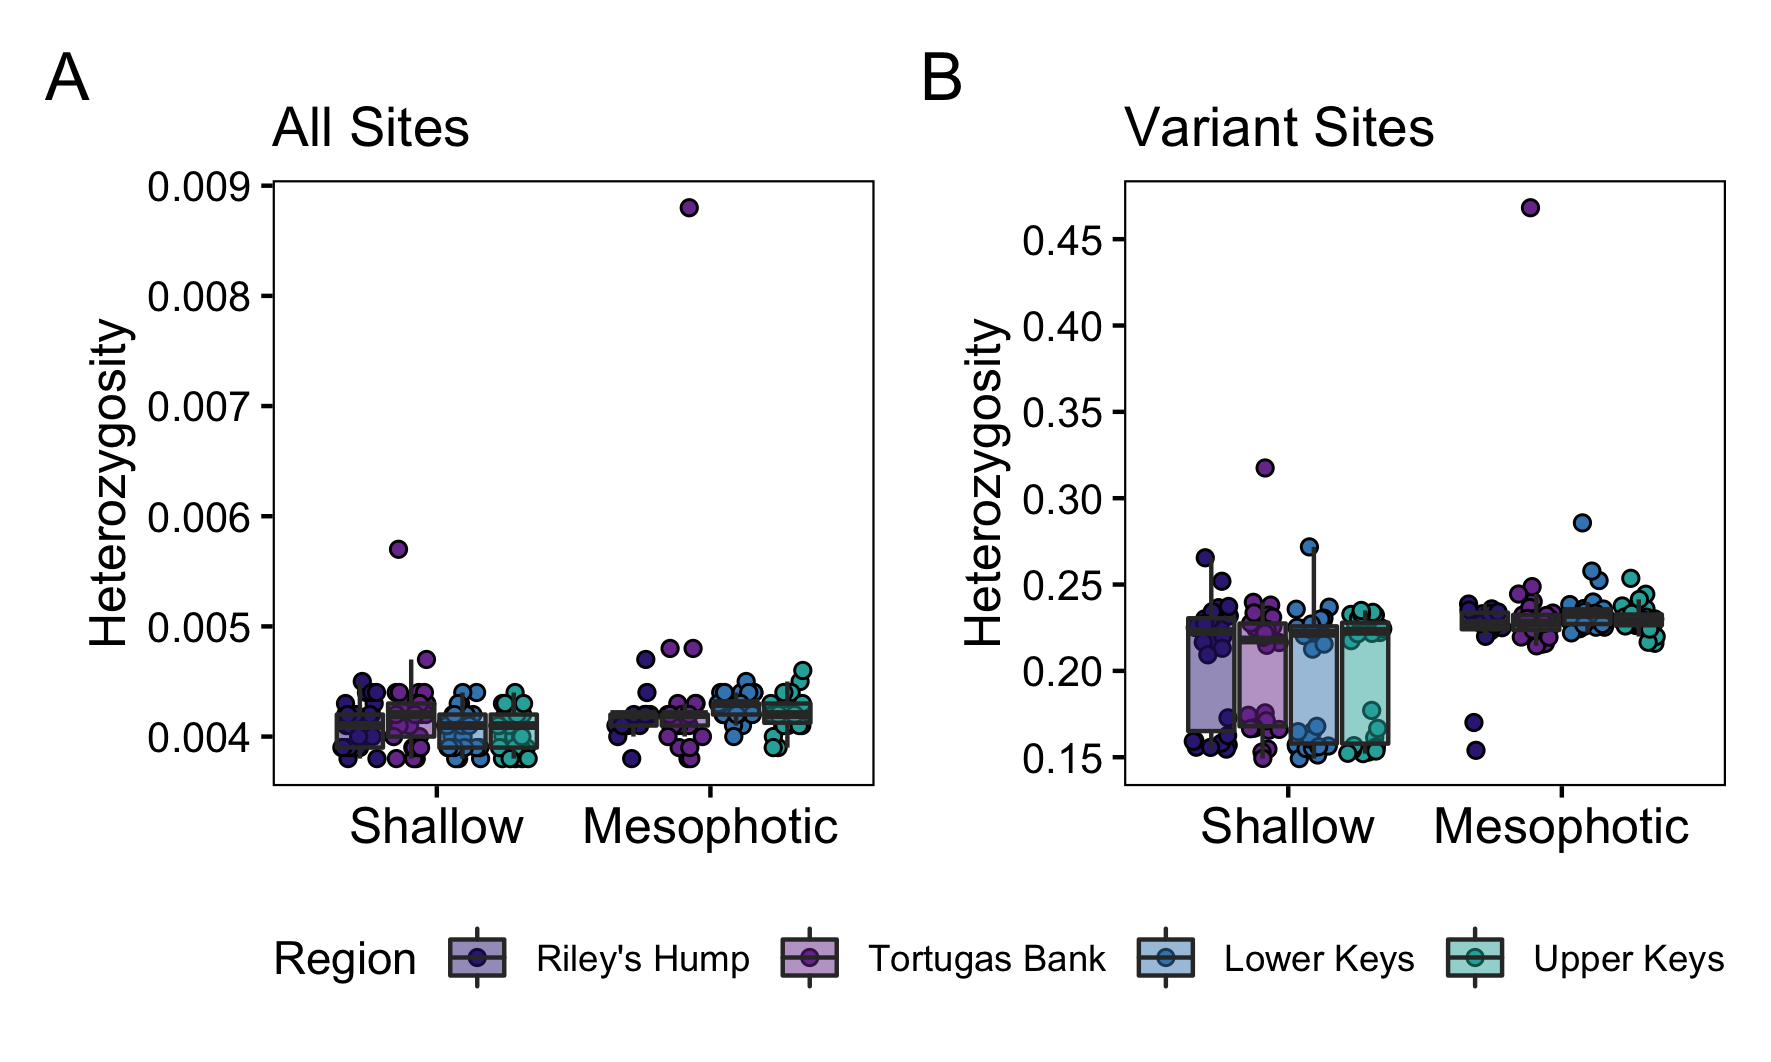 A
All Sites
Heterozygosity
0.009
0.008
0.007
0.006
0.005
0.004
Shallow Mesophotic
B
Variant Sites
Heterozygosity
0.45
0.40
0.35
0.30
0.25
0.20
0.15
Shallow Mesophotic
Region Riley's Hump Tortugas Bank Lower Keys Upper Keys